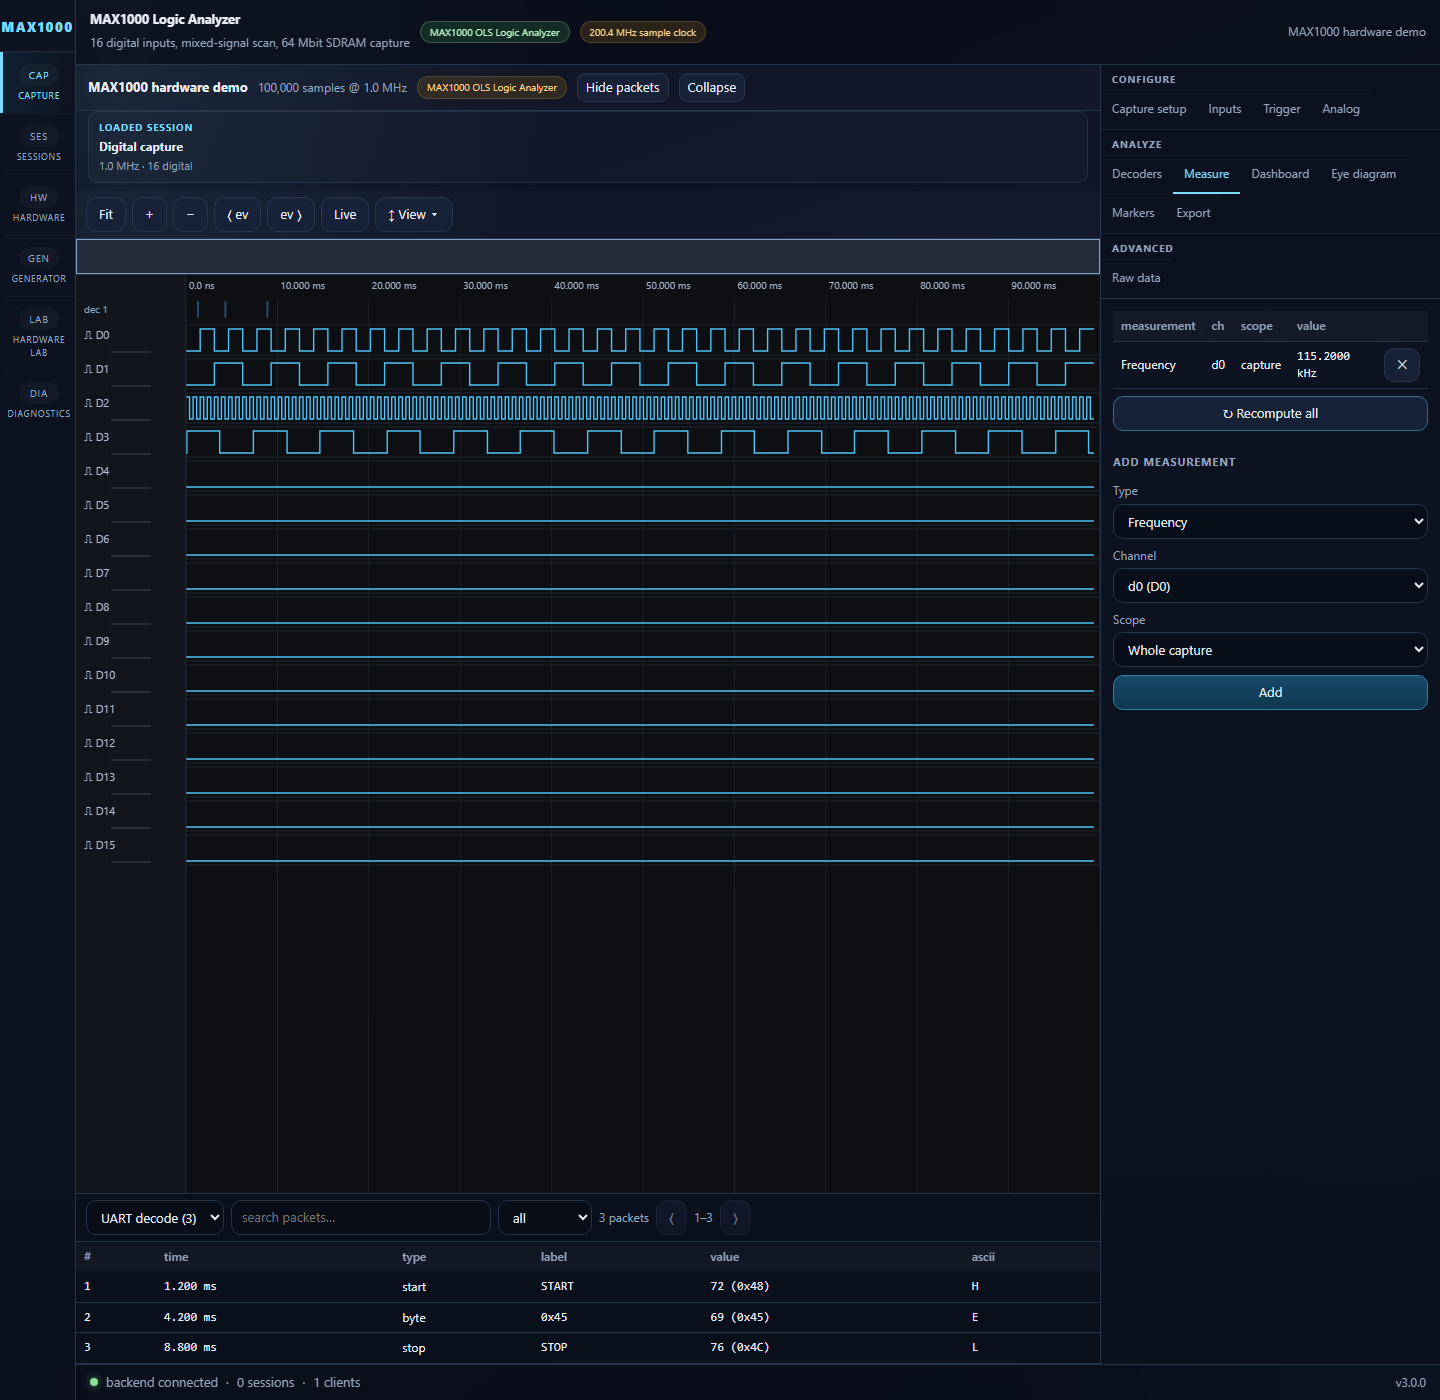 MAX1000
CAP
CAPTURE
SES
SESSIONS
HW
HARDWARE
GEN
GENERATOR
LAB
HARDWARE
LAB
DIA
DIAGNOSTICS
MAX1000 Logic Analyzer
16 digital inputs, mixed-signal scan, 64 Mbit SDRAM capture
MAX1000 OLS Logic Analyzer
200.4 MHz sample clock
MAX1000 hardware demo
MAX1000 hardware demo 100,000 samples @ 1.0 MHz MAX1000 OLS Logic Analyzer Hide packets Collapse
LOADED SESSION
Digital capture
1.0 MHz · 16 digital
Fit + − ⟨ ev ev ⟩ Live ↕ View ▾
0.0 ns 10.000 ms 20.000 ms 30.000 ms 40.000 ms 50.000 ms 60.000 ms 70.000 ms 80.000 ms 90.000 ms
dec 1
D0
D1
D2
D3
D4
D5
D6
D7
D8
D9
D10
D11
D12
D13
D14
D15
UART decode (3) search packets... all 3 packets ⟨ 1–3 ⟩
# time type label value ascii
1 1.200 ms start START 72 (0x48) H
2 4.200 ms byte 0x45 69 (0x45) E
3 8.800 ms stop STOP 76 (0x4C) L
CONFIGURE
Capture setup Inputs Trigger Analog
ANALYZE
Decoders Measure Dashboard Eye diagram
Markers Export
ADVANCED
Raw data
measurement ch scope value
Frequency d0 capture 115.2000 kHz ×
↻ Recompute all
ADD MEASUREMENT
Type
Frequency
Channel
d0 (D0)
Scope
Whole capture
Add
backend connected · 0 sessions · 1 clients
v3.0.0